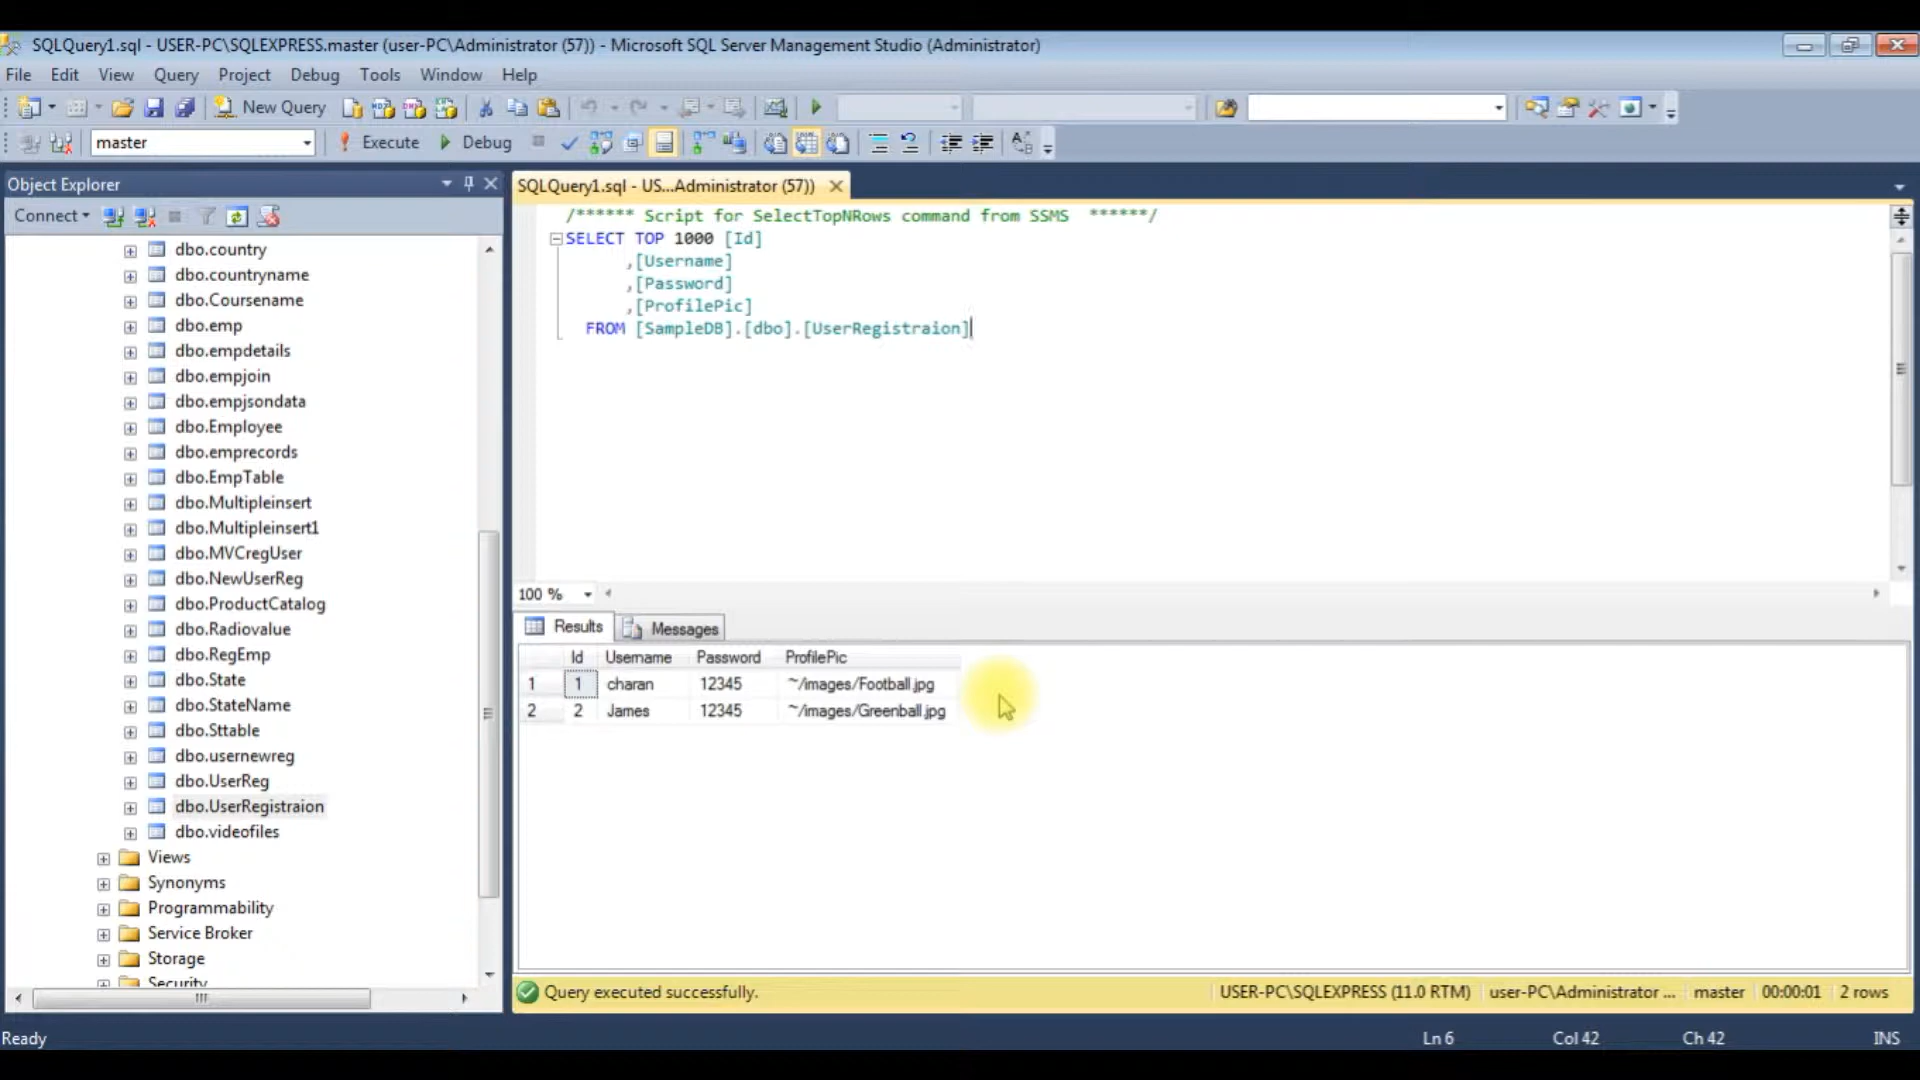 SQLQuery1.sql - USER-PC\SQLEXPRESS.master (user-PC\Administrator (57)) - Microsoft SQL Server Management Studio (Administrator)
File Edit View Query Project Debug Tools Window Help
New Query
master Execute Debug
Object Explorer
Connect
dbo.country
dbo.countryname
dbo.Coursename
dbo.emp
dbo.empdetails
dbo.empjoin
dbo.empjsondata
dbo.Employee
dbo.emprecords
dbo.EmpTable
dbo.Multipleinsert
dbo.Multipleinsert1
dbo.MVCregUser
dbo.NewUserReg
dbo.ProductCatalog
dbo.Radiovalue
dbo.RegEmp
dbo.State
dbo.StateName
dbo.Sttable
dbo.usernewreg
dbo.UserReg
dbo.UserRegistraion
dbo.videofiles
Views
Synonyms
Programmability
Service Broker
Storage
Security
SQLQuery1.sql - US...Administrator (57))
/****** Script for SelectTopNRows command from SSMS ******/
SELECT TOP 1000 [Id]
,[Username]
,[Password]
,[ProfilePic]
FROM [SampleDB].[dbo].[UserRegistraion]
100 %
Results Messages
Id Username Password ProfilePic
1 1 charan 12345 ~/images/Football.jpg
2 2 James 12345 ~/images/Greenball.jpg
Query executed successfully. USER-PC\SQLEXPRESS (11.0 RTM) user-PC\Administrator ... master 00:00:01 2 rows
Ready Ln 6 Col 42 Ch 42 INS